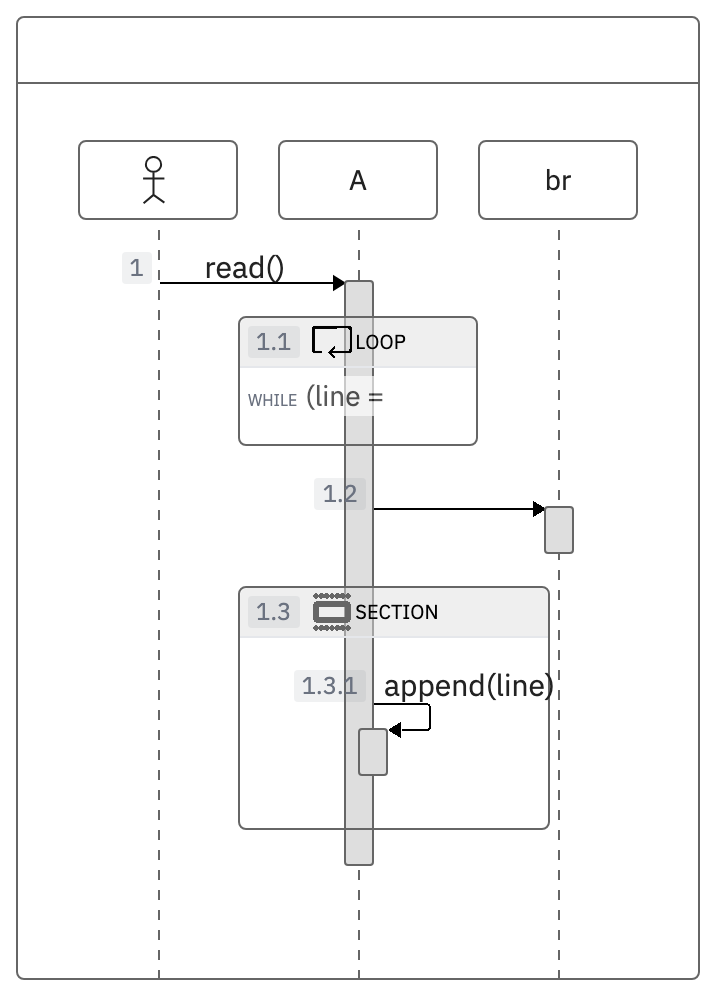 A
br
1
read()
1.1
LOOP
WHILE (line =
1.2
1.3
SECTION
1.3.1
append(line)